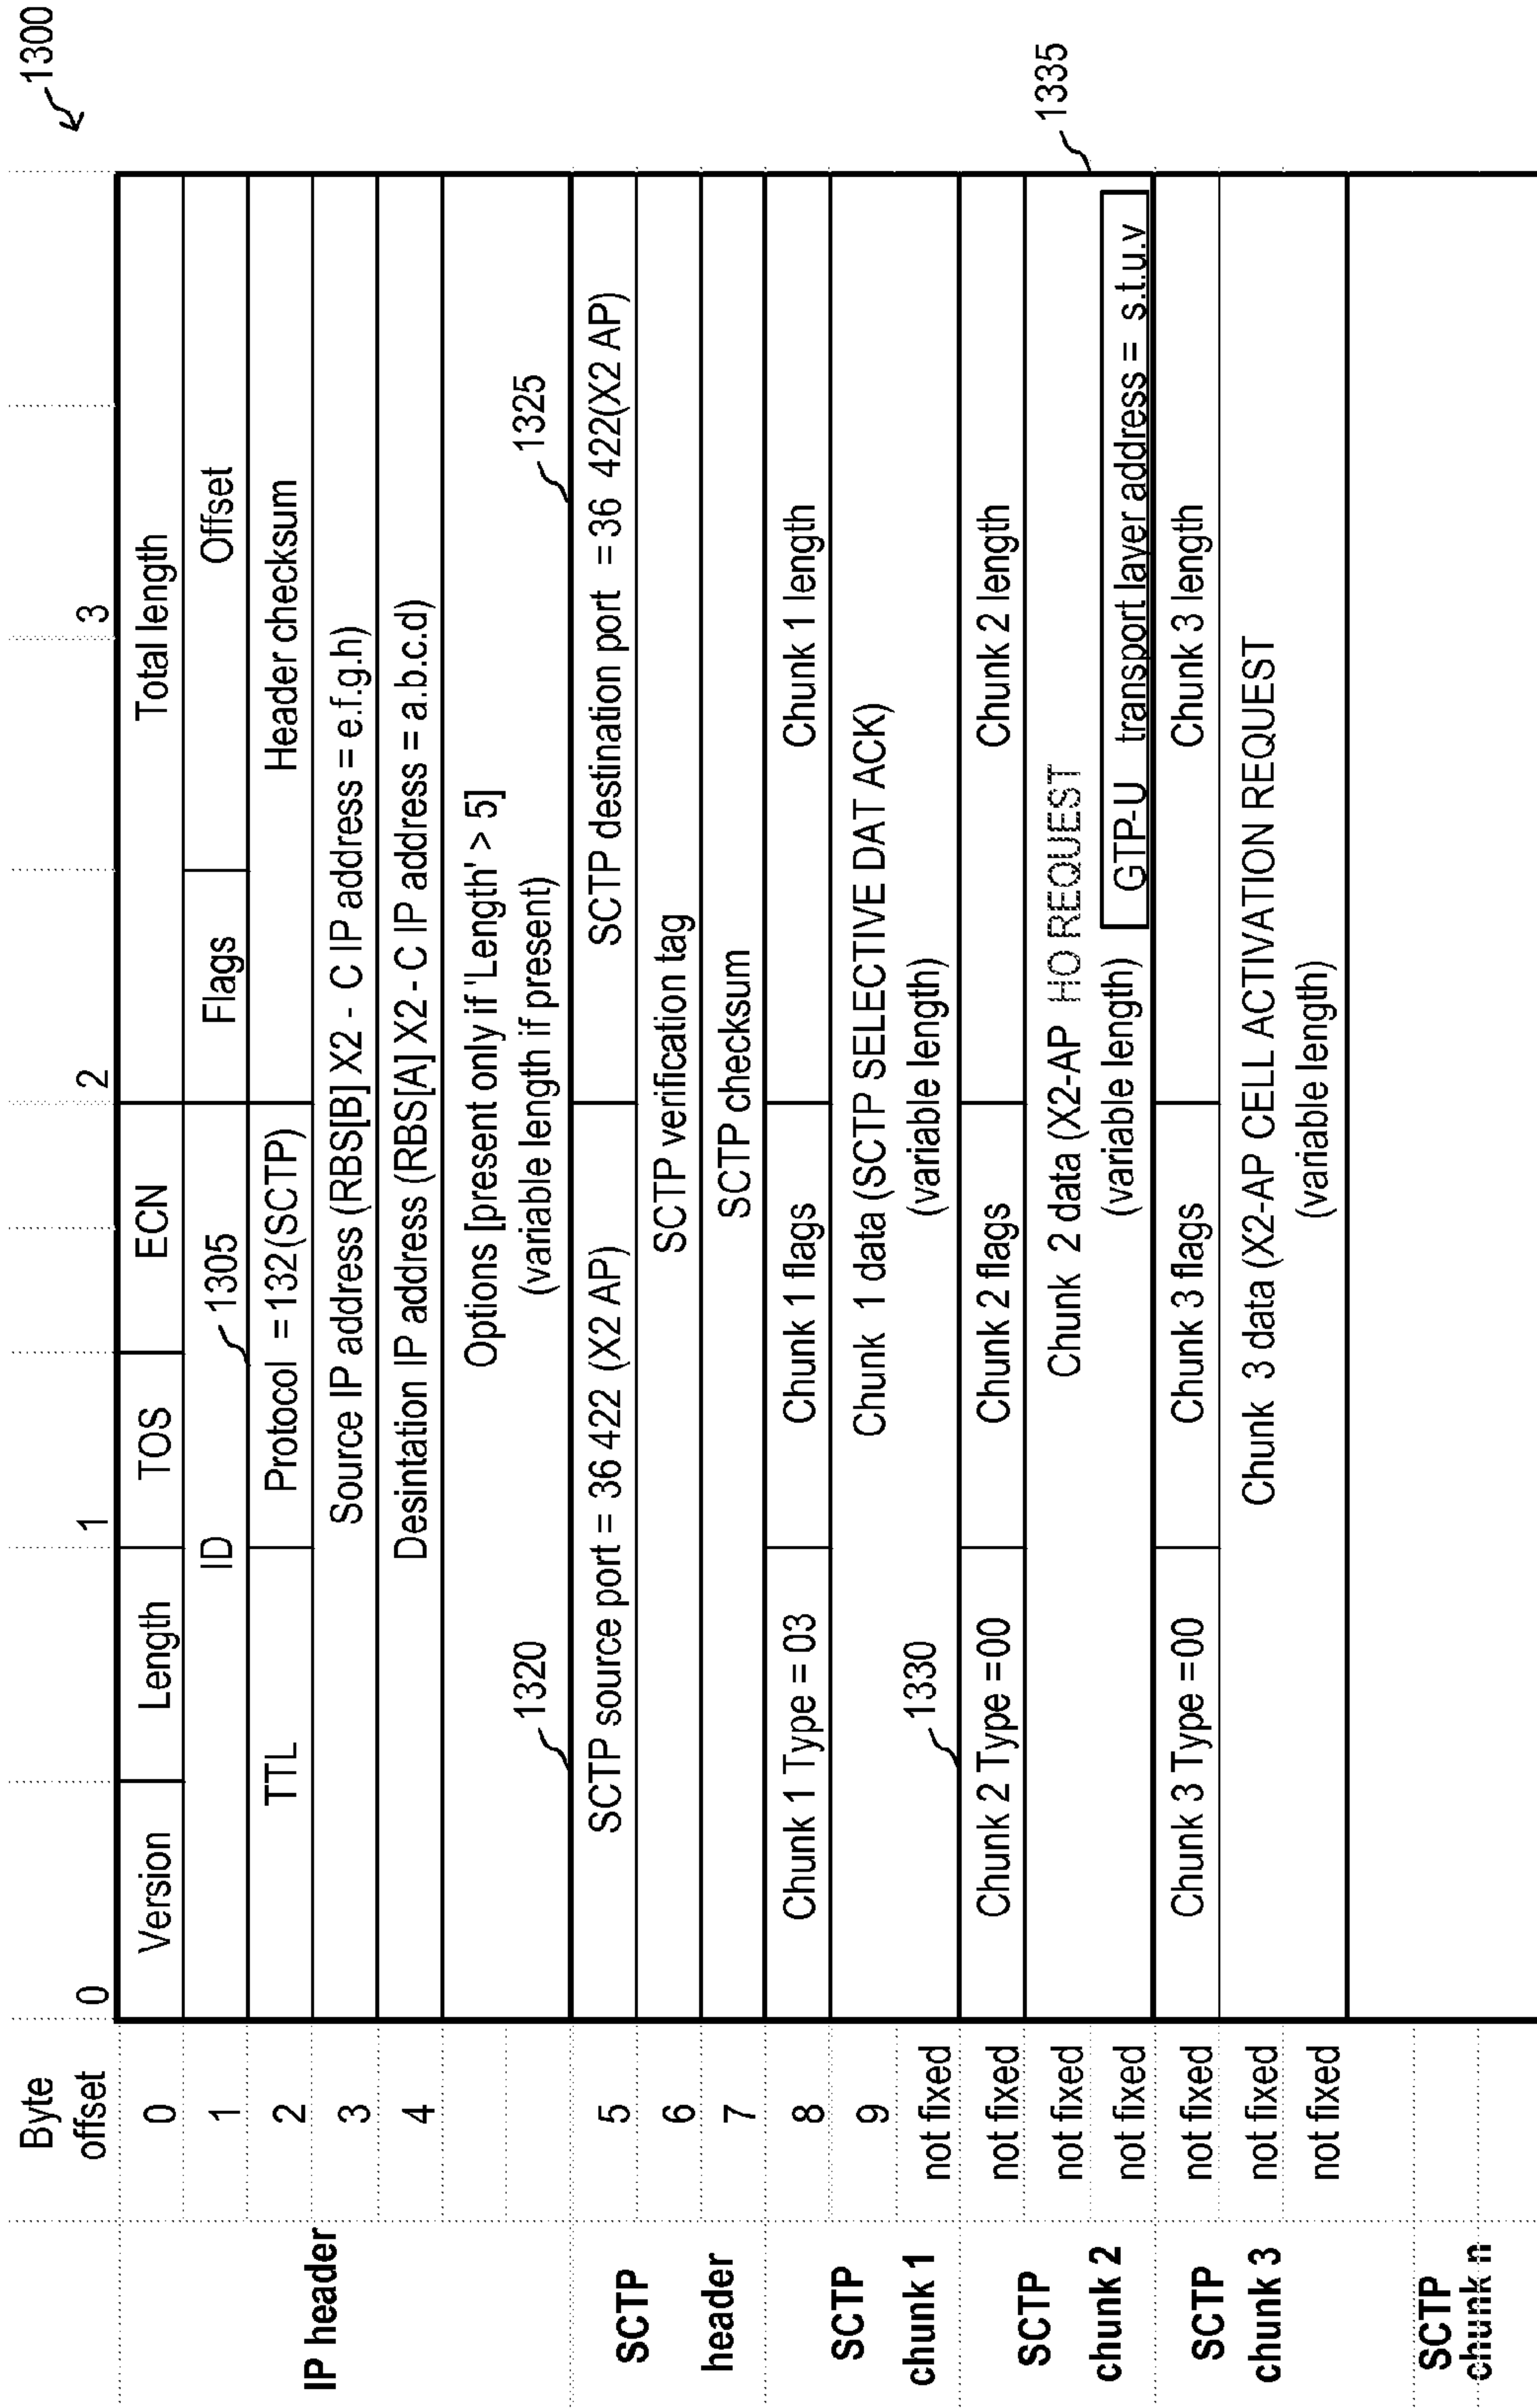 1300
Byte
offset
0
1
2
3
IP header
0
Version
Length
TOS
ECN
Total length
1
ID
1305
Flags
Offset
2
TTL
Protocol = 132(SCTP)
Header checksum
3
Source IP address (RBS[B] X2 - C IP address = e.f.g.h)
4
Desintation IP address (RBS[A] X2 - C IP address = a.b.c.d)
Options [present only if 'Length' > 5]
(variable length if present)
1320
1325
SCTP
header
5
SCTP source port = 36 422 (X2 AP)
SCTP destination port = 36 422(X2 AP)
6
SCTP verification tag
7
SCTP checksum
SCTP
chunk 1
8
Chunk 1 Type = 03
Chunk 1 flags
Chunk 1 length
9
Chunk 1 data (SCTP SELECTIVE DAT ACK)
not fixed
(variable length)
1330
SCTP
chunk 2
not fixed
Chunk 2 Type =00
Chunk 2 flags
Chunk 2 length
not fixed
Chunk 2 data (X2-AP HO REQUEST
1335
not fixed
(variable length)
GTP-U transport layer address = s.t.u.v
SCTP
chunk 3
not fixed
Chunk 3 Type =00
Chunk 3 flags
Chunk 3 length
not fixed
Chunk 3 data (X2-AP CELL ACTIVATION REQUEST
not fixed
(variable length)
SCTP
chunk n